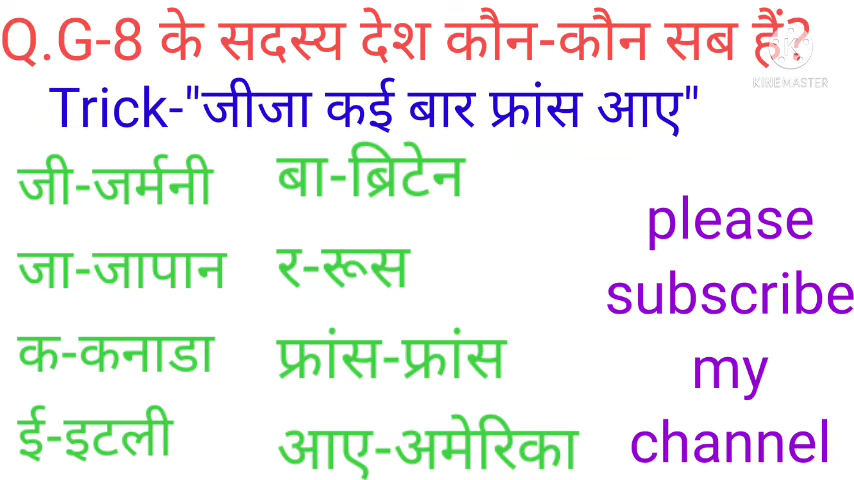 Q.G-8 के सदस्य देश कौन-कौन सब हैं?
KINEMASTER
Trick-"जीजा कई बार फ्रांस आए"
जी-जर्मनी
जा-जापान
क-कनाडा
ई-इटली
बा-ब्रिटेन
र-रूस
फ्रांस-फ्रांस
आए-अमेरिका
please
subscribe
my
channel